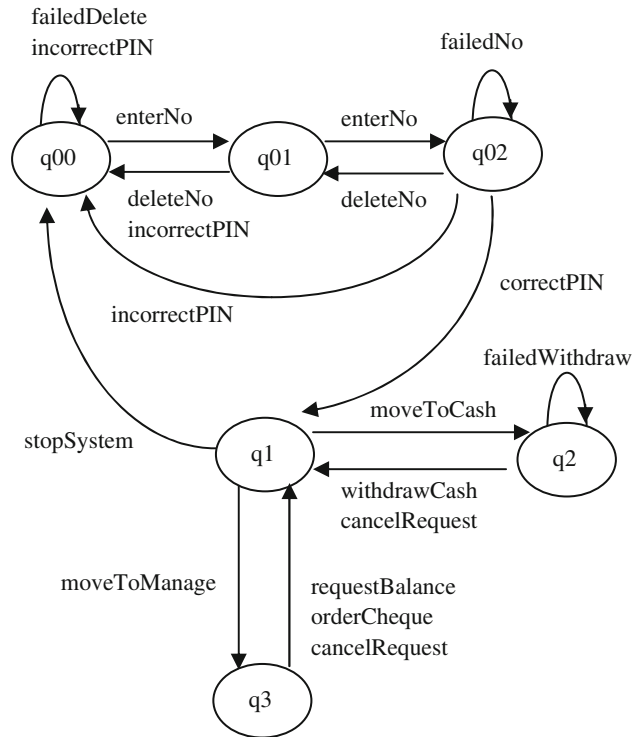 failedDelete
incorrectPIN
failedNo
enterNo
enterNo
q00
q01
q02
deleteNo
incorrectPIN
deleteNo
incorrectPIN
correctPIN
failedWithdraw
moveToCash
stopSystem
q1
q2
withdrawCash
cancelRequest
moveToManage
requestBalance
orderCheque
cancelRequest
q3